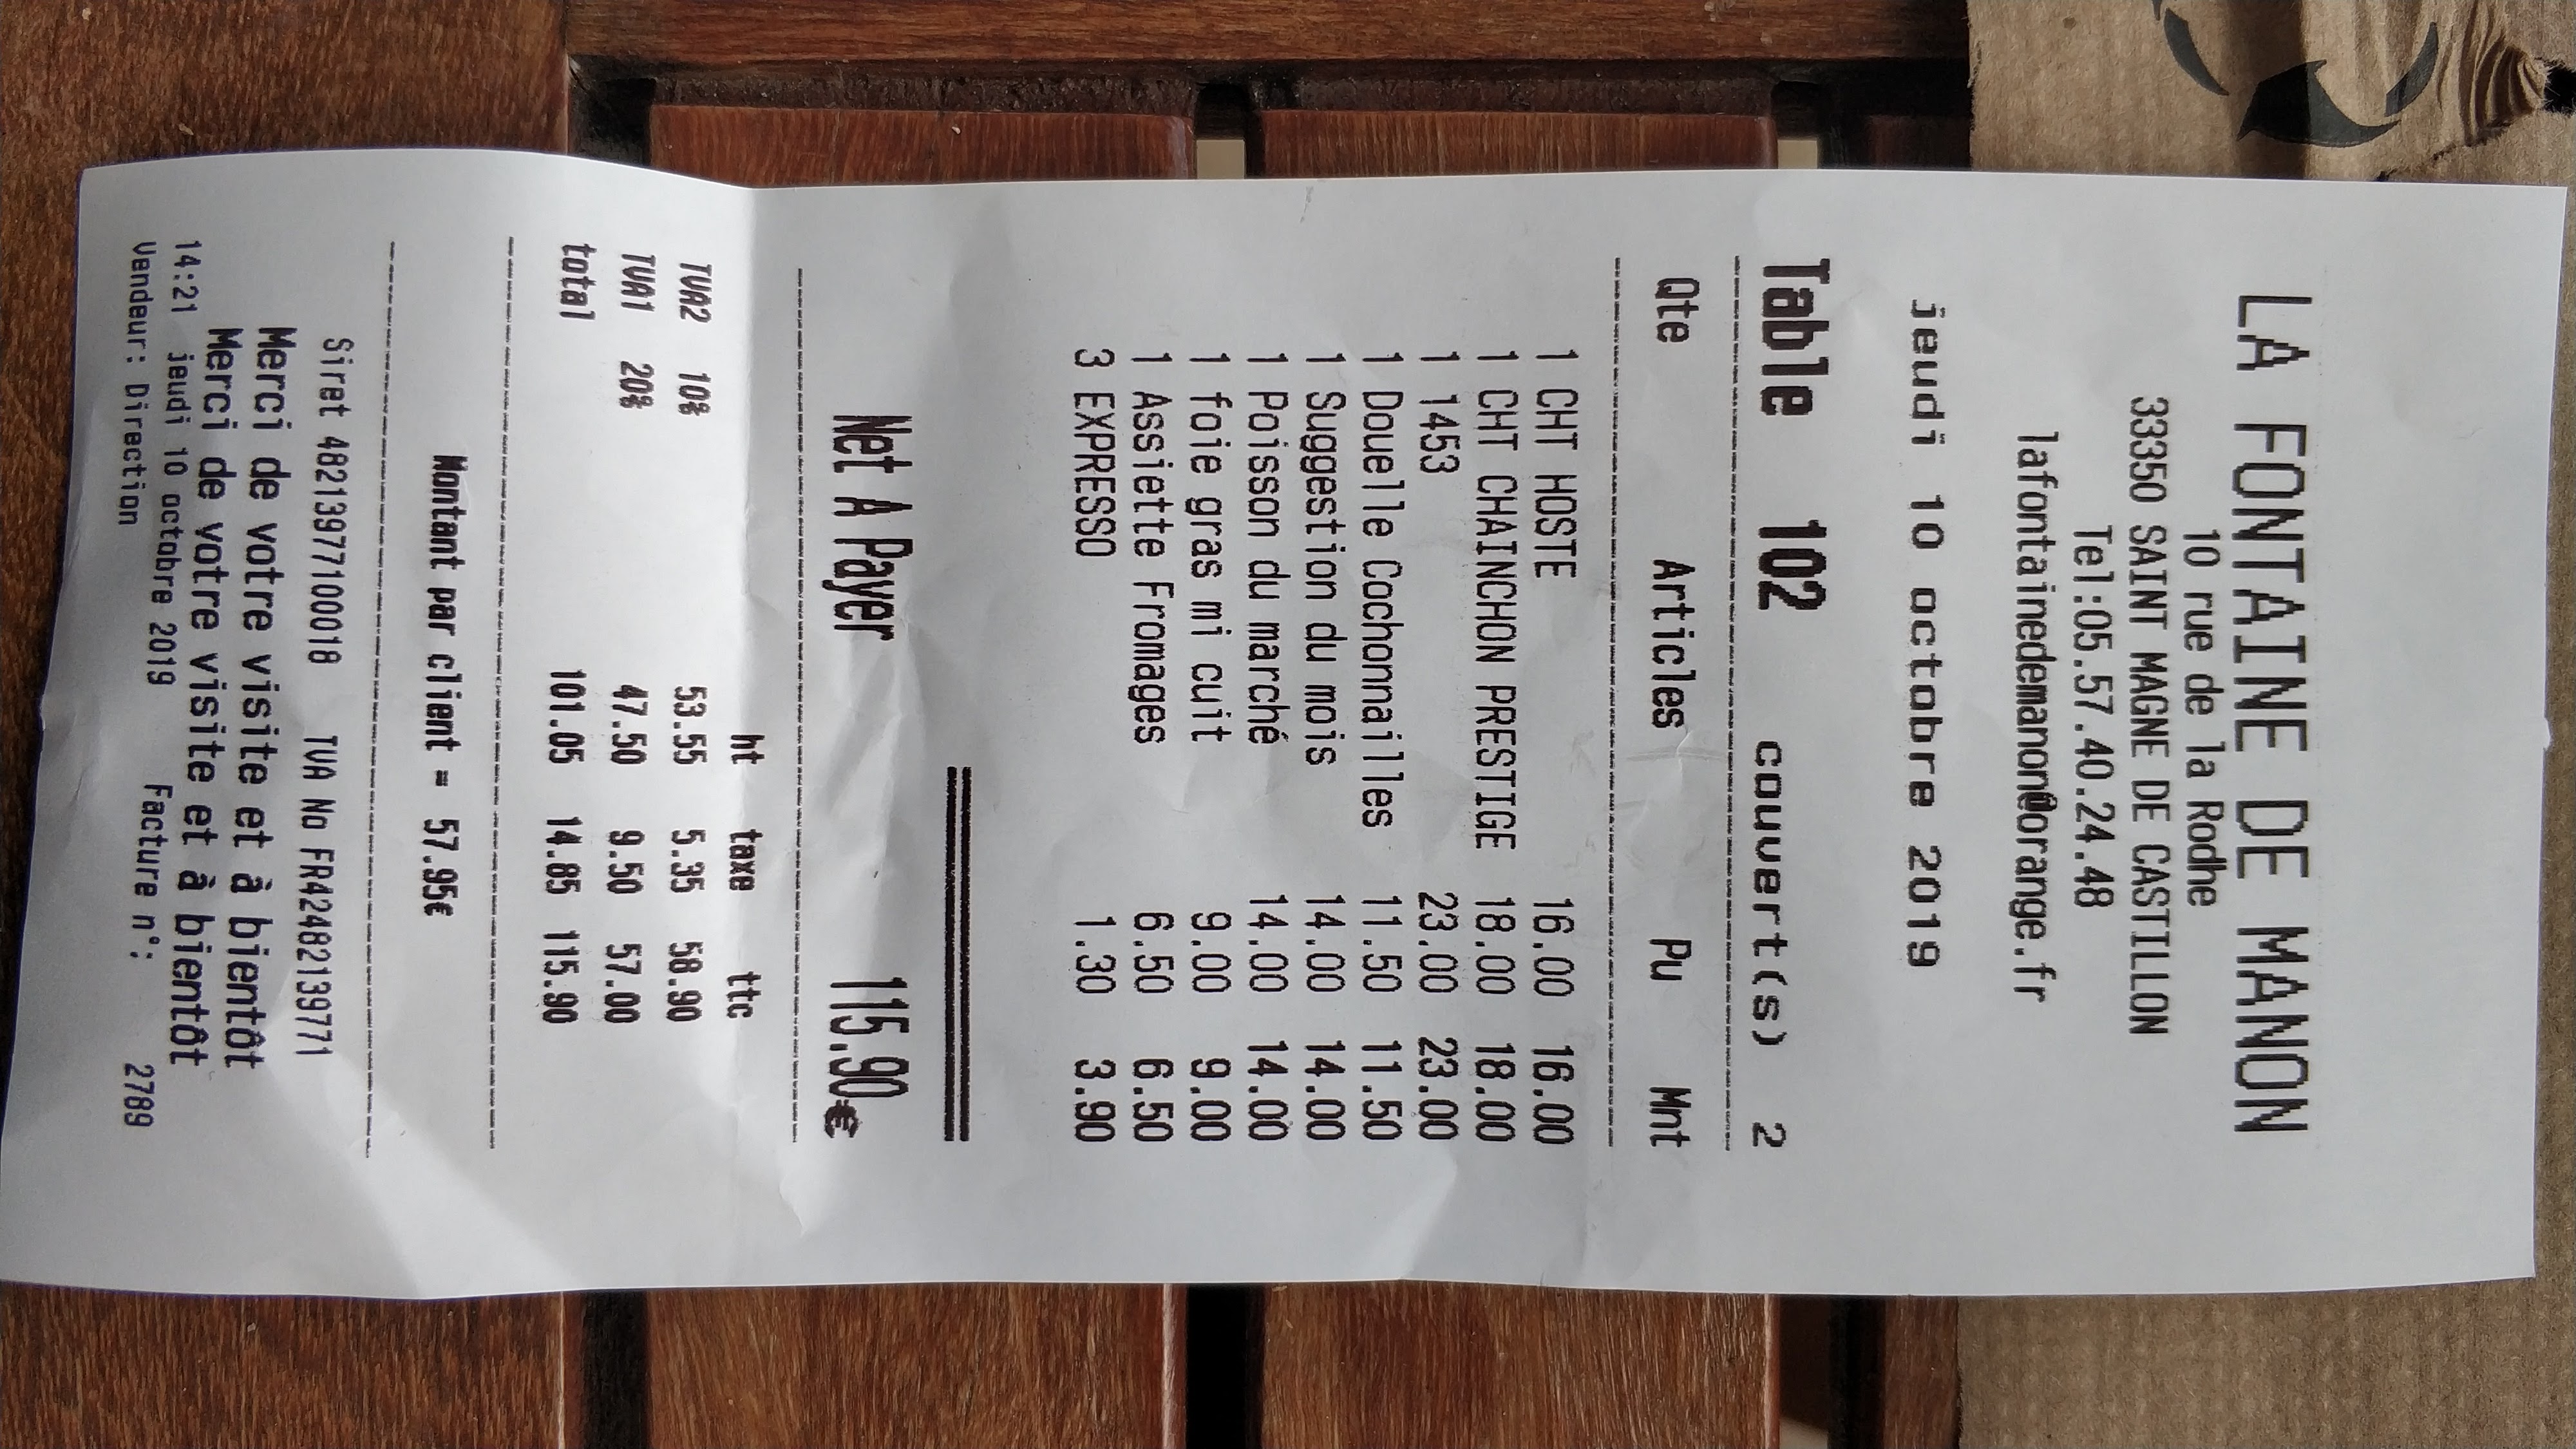 LA FONTAINE DE MANON
10 rue de la Rodhe
33350 SAINT MAGNE DE CASTILLON
Tel:05.57.40.24.48
lafontainedemanon@orange.fr
jeudi 10 octobre 2019
Table 102 couvert(s) 2
Qte Articles Pu Mnt
1 CHT HOSTE 16.00 16.00
1 CHT CHAINCHON PRESTIGE 18.00 18.00
1 1453 23.00 23.00
1 Douelle Cochonnailles 11.50 11.50
1 Suggestion du mois 14.00 14.00
1 Poisson du marché 14.00 14.00
1 foie gras mi cuit 9.00 9.00
1 Assiette Fromages 6.50 6.50
3 EXPRESSO 1.30 3.90
Net A Payer 115.90€
ht taxe ttc
TVA2 10% 53.55 5.35 58.90
TVA1 20% 47.50 9.50 57.00
total 101.05 14.85 115.90
Montant par client = 57.95€
Siret 48213977100018 TVA No FR42482139771
Merci de votre visite et à bientôt
Merci de votre visite et à bientôt
14:21 jeudi 10 octobre 2019 Facture n°: 2789
Vendeur: Direction